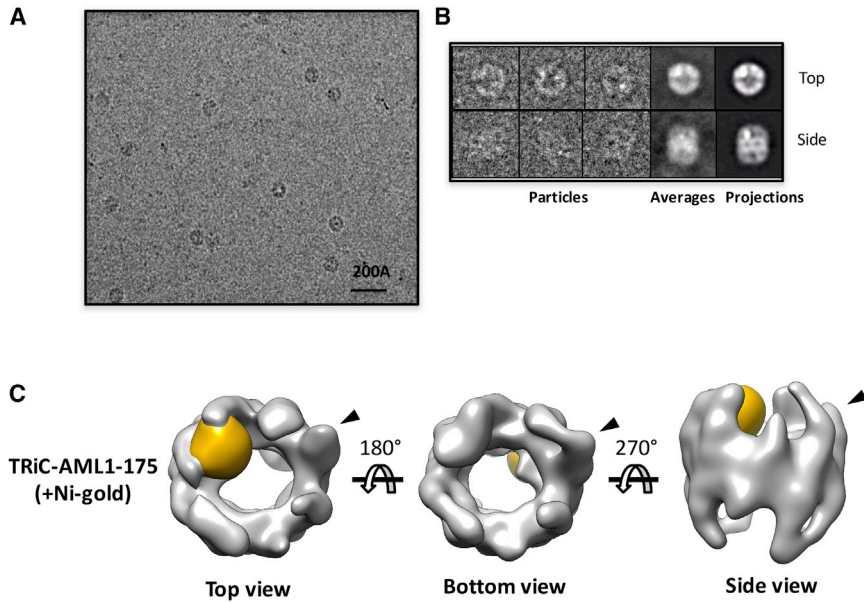 A
200A
B
Top
Side
Particles Averages Projections
C
TRiC-AML1-175
(+Ni-gold)
180°
270°
Top view
Bottom view
Side view